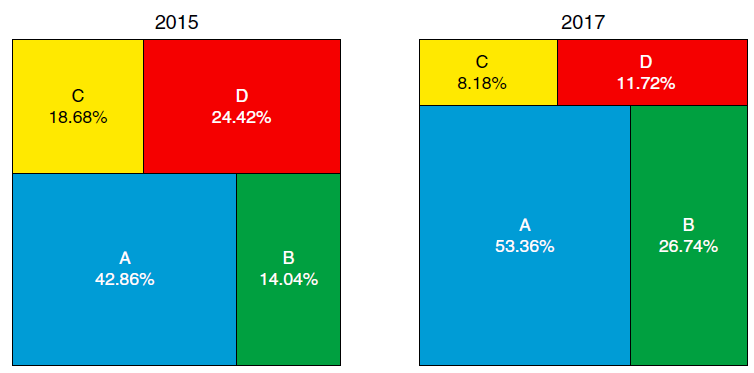 2015
C
18.68%
D
24.42%
A
42.86%
B
14.04%
2017
C
8.18%
D
11.72%
A
53.36%
B
26.74%